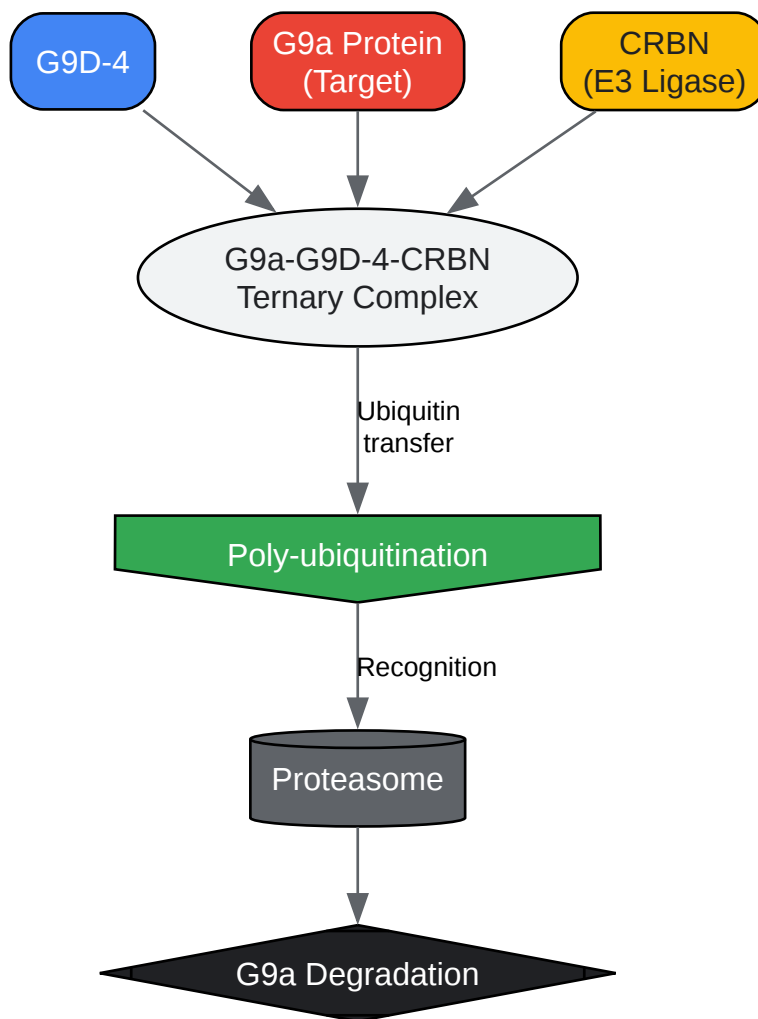 G9D-4
G9a Protein
(Target)
CRBN
(E3 Ligase)
G9a-G9D-4-CRBN
Ternary Complex
Ubiquitin
transfer
Poly-ubiquitination
Recognition
Proteasome
G9a Degradation